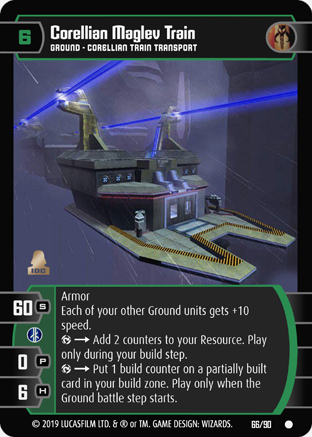 6
Corellian Maglev Train
GROUND - CORELLIAN TRAIN TRANSPORT
IDC
60 S
0 P
6 H
Armor
Each of your other Ground units gets +10
speed.
Add 2 counters to your Resource. Play
only during your build step.
Put 1 build counter on a partially built
card in your build zone. Play only when the
Ground battle step starts.
© 2019 LUCASFILM LTD. & ® or TM. GAME DESIGN: WIZARDS.
66/90